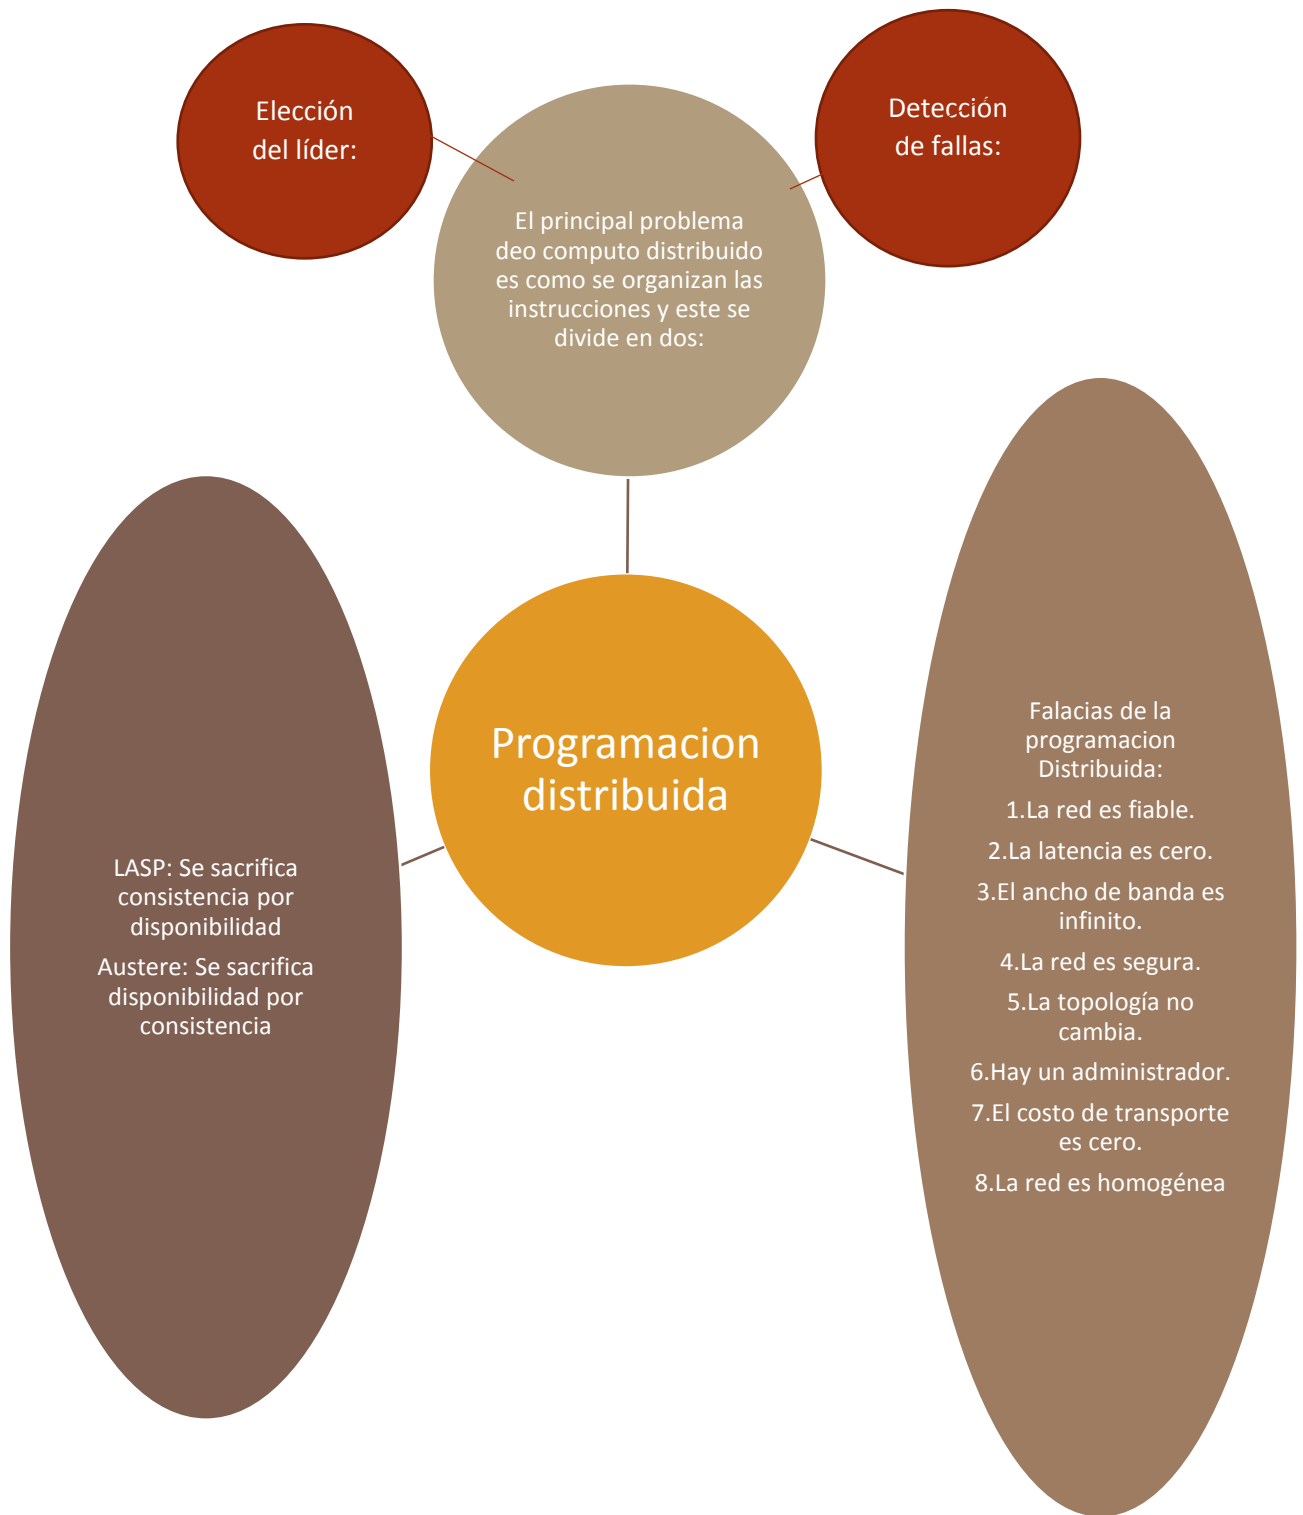 Elección
del líder:
Detección
de fallas:
El principal problema
deo computo distribuido
es como se organizan las
instrucciones y este se
divide en dos:
Programacion
distribuida
LASP: Se sacrifica
consistencia por
disponibilidad
Austere: Se sacrifica
disponibilidad por
consistencia
Falacias de la
programacion
Distribuida:
1.La red es fiable.
2.La latencia es cero.
3.El ancho de banda es
infinito.
4.La red es segura.
5.La topología no
cambia.
6.Hay un administrador.
7.El costo de transporte
es cero.
8.La red es homogénea